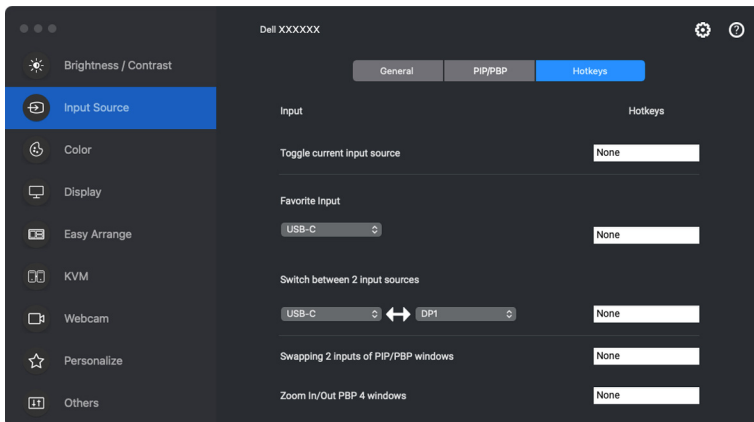 Dell XXXXXX
Brightness / Contrast
Input Source
Color
Display
Easy Arrange
KVM
Webcam
Personalize
Others
General PIP/PBP Hotkeys
Input Hotkeys
Toggle current input source None
Favorite Input
USB-C None
Switch between 2 input sources
USB-C DP1 None
Swapping 2 inputs of PIP/PBP windows None
Zoom In/Out PBP 4 windows None